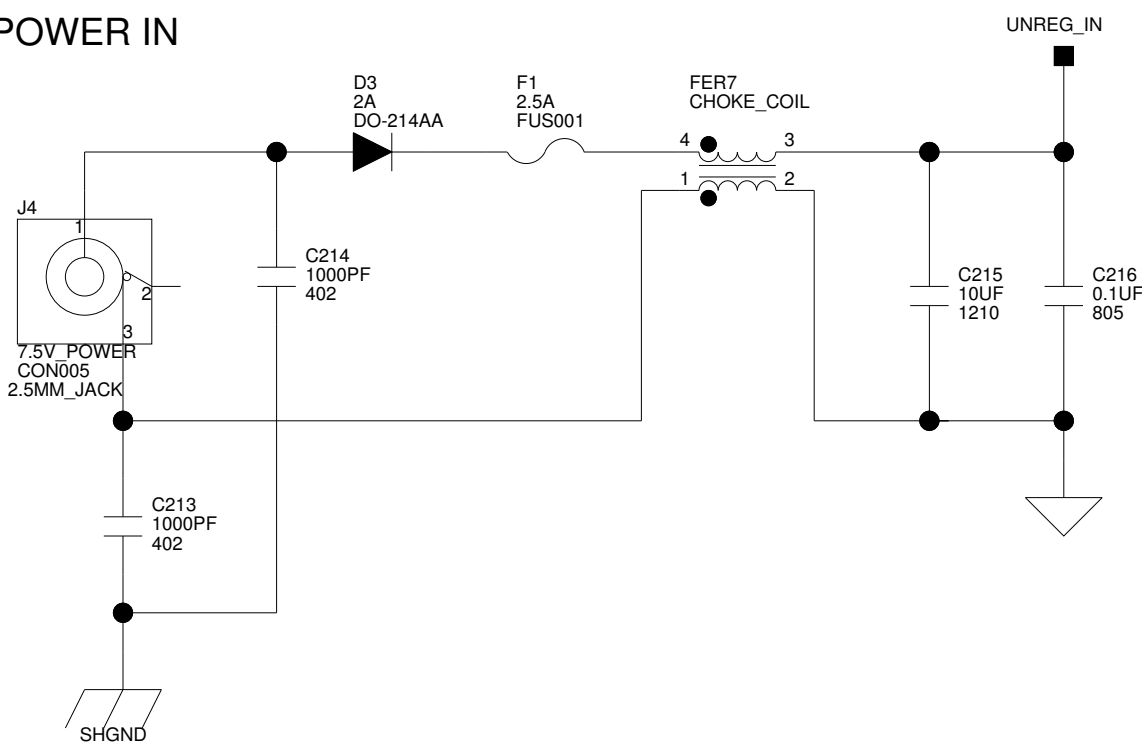 POWER IN
UNREG_IN
D3
2A
DO-214AA
F1
2.5A
FUS001
FER7
CHOKE_COIL
4
3
1
2
J4
1
2
3
7.5V_POWER
CON005
2.5MM_JACK
C214
1000PF
402
C215
10UF
1210
C216
0.1UF
805
C213
1000PF
402
SHGND